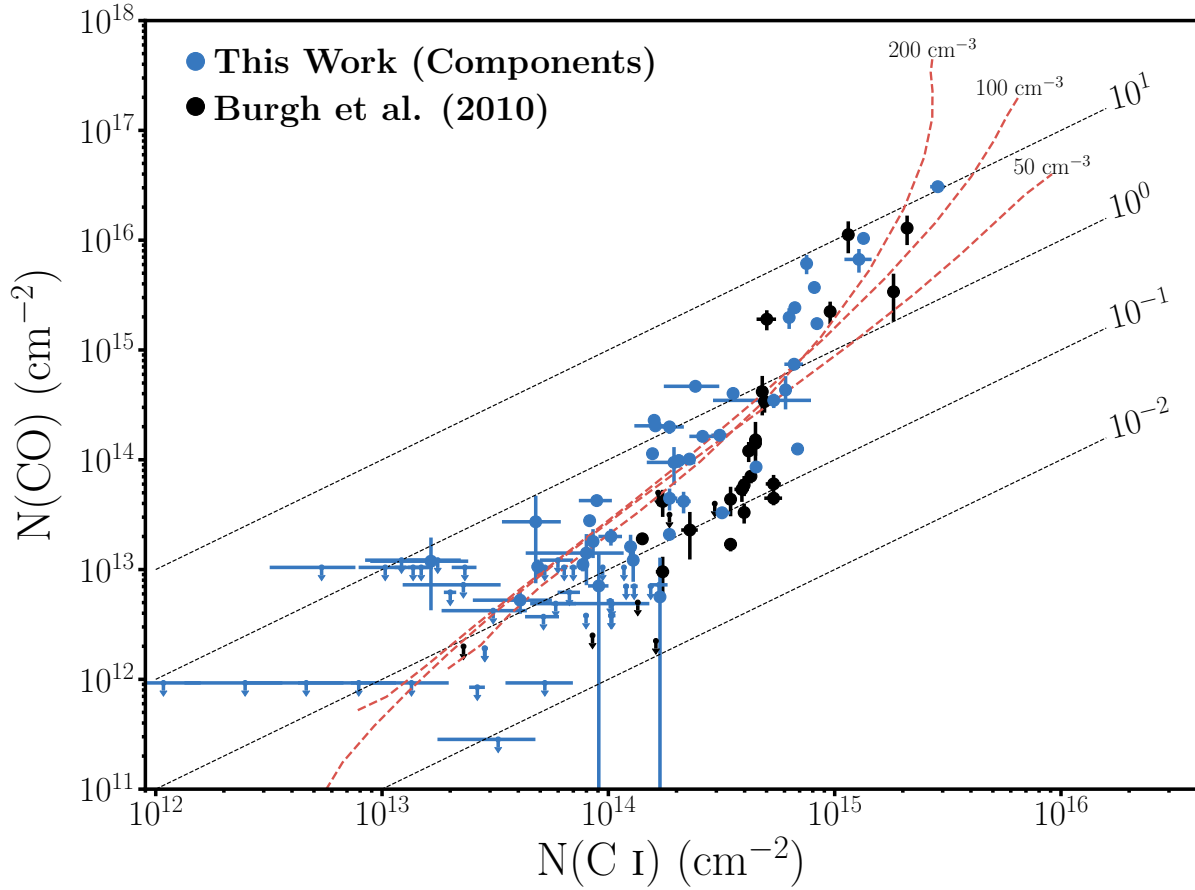 N(CO) (cm⁻²)
10¹⁸
10¹⁷
10¹⁶
10¹⁵
10¹⁴
10¹³
10¹²
10¹¹
This Work (Components)
Burgh et al. (2010)
200 cm⁻³
100 cm⁻³
50 cm⁻³
10¹
10⁰
10⁻¹
10⁻²
10¹²
10¹³
10¹⁴
10¹⁵
10¹⁶
N(C ɪ) (cm⁻²)